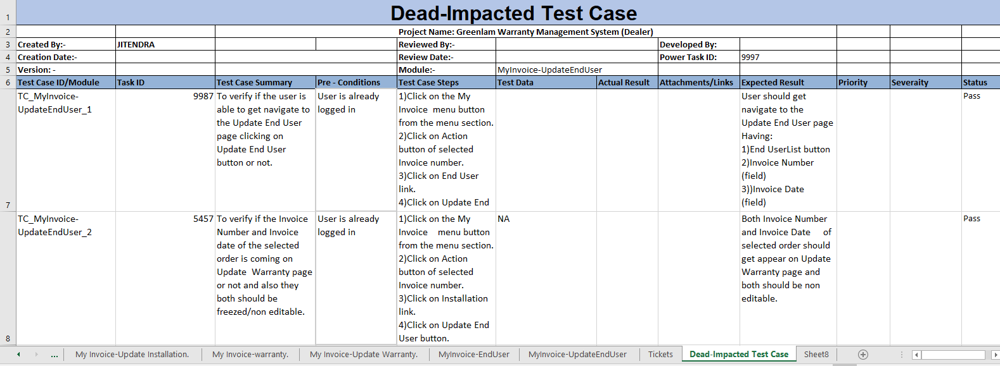 1 Dead-Impacted Test Case
2 Project Name: Greenlam Warranty Management System (Dealer)
3 Created By:- JITENDRA Reviewed By:- Developed By:
4 Creation Date:- Review Date:- Power Task ID: 9997
5 Version: - Module:- MyInvoice-UpdateEndUser
6 Test Case ID/Module Task ID Test Case Summary Pre - Conditions Test Case Steps Test Data Actual Result Attachments/Links Expected Result Priority Severaity Status
TC_MyInvoice-
UpdateEndUser_1
9987
To verify if the user is
able to get navigate to
the Update End User
page clicking on
Update End User
button or not.
User is already
logged in
1)Click on the My
Invoice  menu button
from the menu section.
2)Click on Action
button of selected
Invoice number.
3)Click on End User
link.
4)Click on Update End
User should get
navigate to the
Update End User page
Having:
1)End UserList button
2)Invoice Number
(field)
3))Invoice Date
(field)
Pass
7
TC_MyInvoice-
UpdateEndUser_2
5457
To verify if the Invoice
Number and Invoice
date of the selected
order is coming on
Update  Warranty page
or not and also they
both should be
freezed/non editable.
User is already
logged in
1)Click on the My
Invoice    menu button
from the menu section.
2)Click on Action
button of selected
Invoice number.
3)Click on Installation
link.
4)Click on Update End
User button.
NA
Both Invoice Number
and Invoice Date     of
selected order should
get appear on Update
Warranty page and
both should be non
editable.
Pass
8
... My Invoice-Update Installation. My Invoice-warranty. My Invoice-Update Warranty. MyInvoice-EndUser MyInvoice-UpdateEndUser Tickets Dead-Impacted Test Case Sheet8